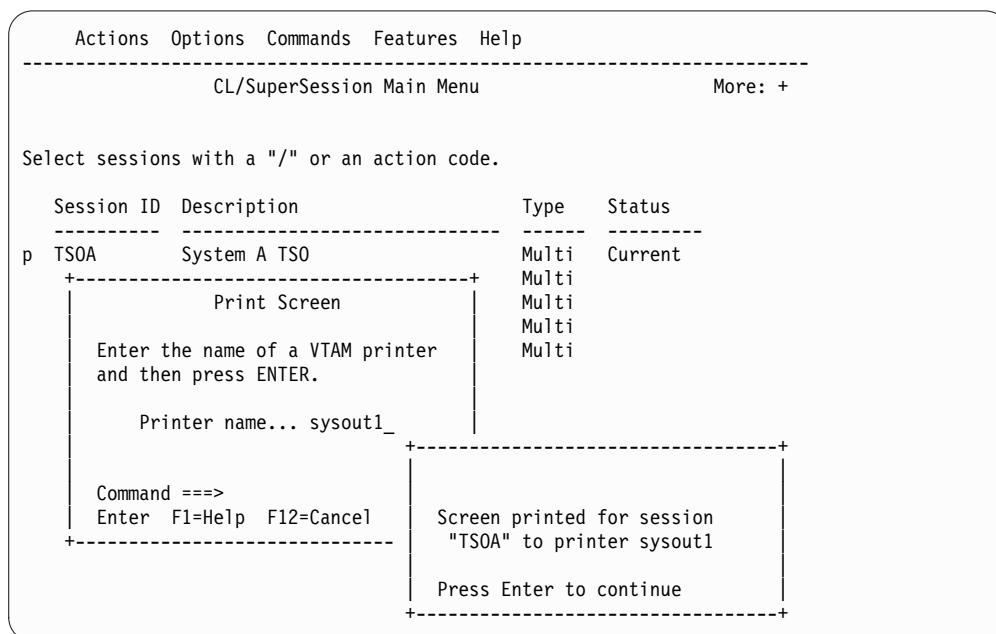 Actions Options Commands Features Help
--------------------------------------------------------------------------
CL/SuperSession Main Menu More: +
Select sessions with a "/" or an action code.
Session ID Description Type Status
---------- ------------------------------ ------ ---------
p TSOA System A TSO Multi Current
+-------------------------------------+ Multi
| Print Screen | Multi
| | Multi
| Enter the name of a VTAM printer | Multi
| and then press ENTER. |
| |
| Printer name... sysout1_ |
| +----------------------------------+
| | |
| Command ===> | |
| Enter F1=Help F12=Cancel | Screen printed for session |
+------------------------------ | "TSOA" to printer sysout1 |
| |
| Press Enter to continue |
+----------------------------------+